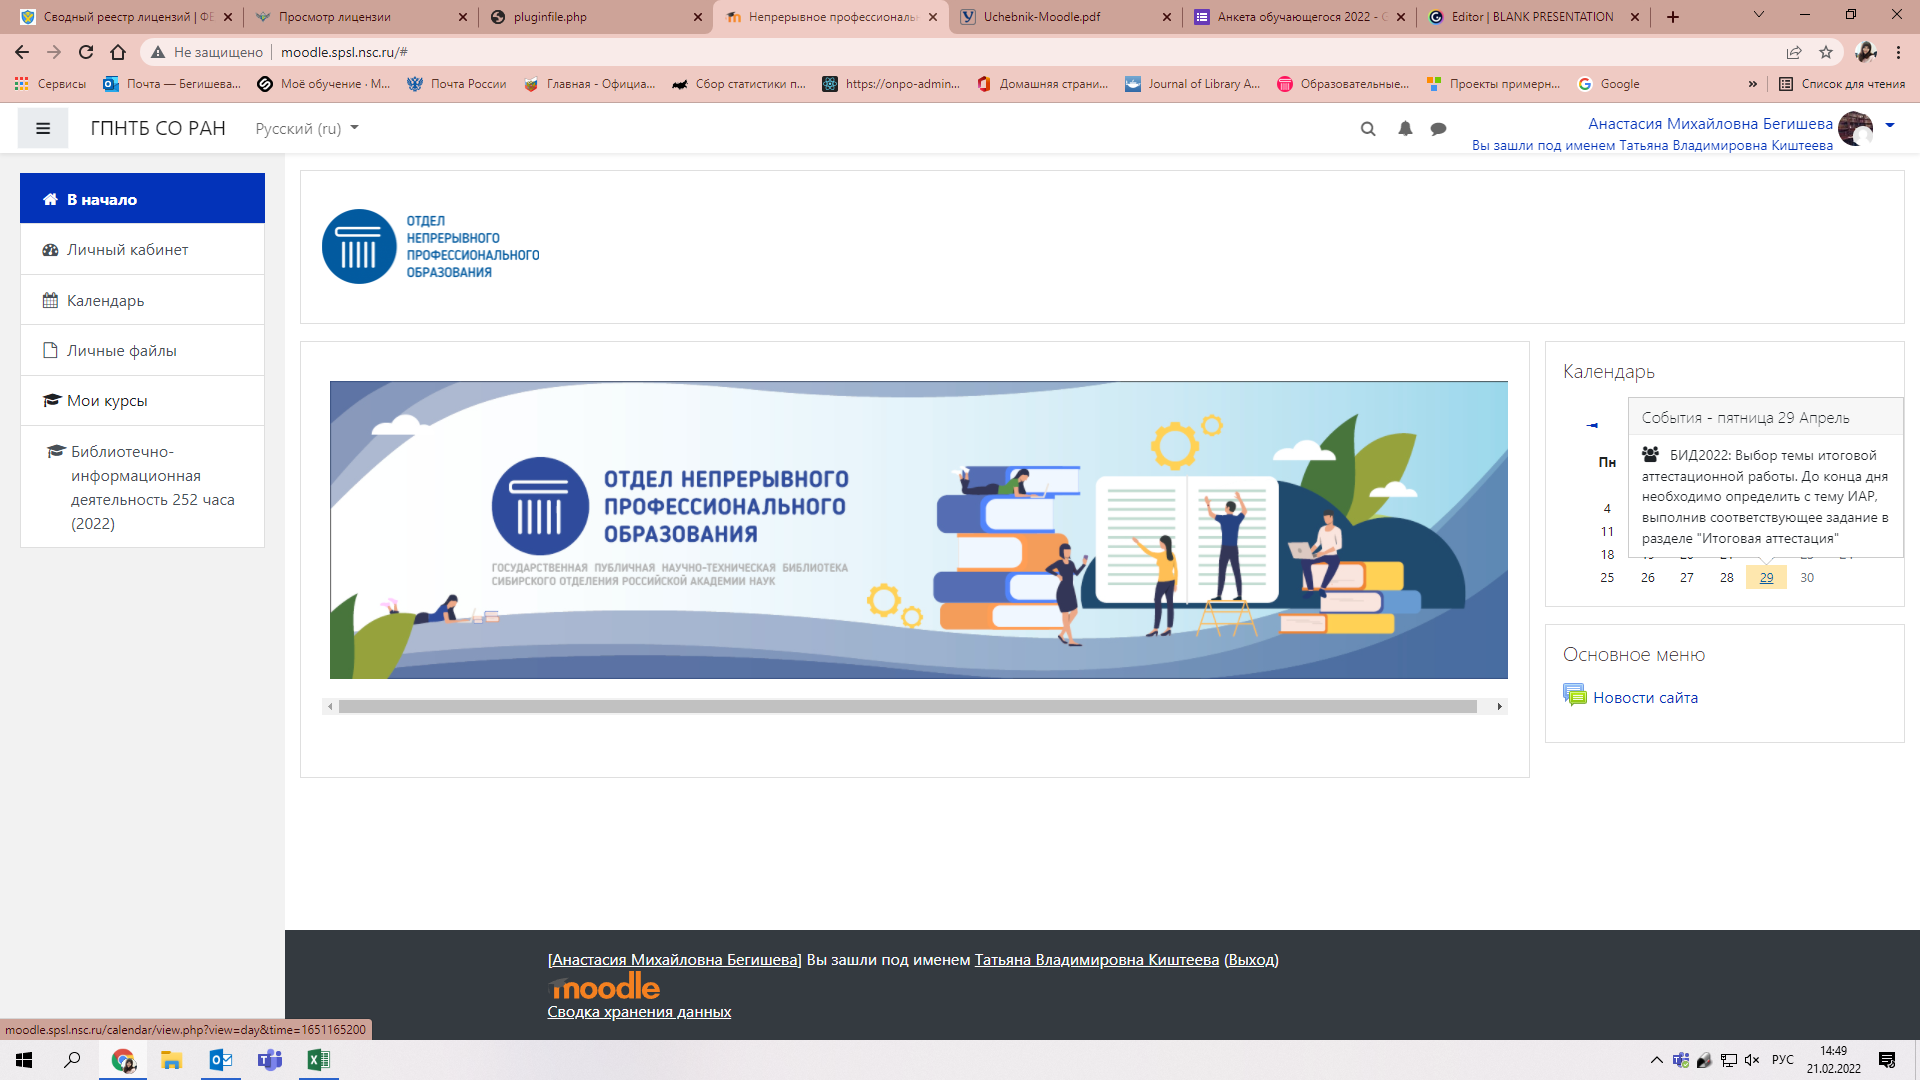 Сводный реестр лицензий | ФЕ
Просмотр лицензии
pluginfile.php
Непрерывное профессиональн
Uchebnik-Moodle.pdf
Анкета обучающегося 2022 - G
Editor | BLANK PRESENTATION
Не защищено
moodle.spsl.nsc.ru/#
Сервисы
Почта — Бегишева...
Моё обучение · М...
Почта России
Главная - Официа...
Сбор статистики п...
https://onpo-admin...
Домашняя страни...
Journal of Library A...
Образовательные...
Проекты примерн...
Google
»
Список для чтения
ГПНТБ СО РАН
Русский (ru)
Анастасия Михайловна Бегишева
Вы зашли под именем Татьяна Владимировна Киштеева
В начало
Личный кабинет
Календарь
Личные файлы
Мои курсы
Библиотечно-
информационная
деятельность 252 часа
(2022)
ОТДЕЛ
НЕПРЕРЫВНОГО
ПРОФЕССИОНАЛЬНОГО
ОБРАЗОВАНИЯ
ОТДЕЛ НЕПРЕРЫВНОГО
ПРОФЕССИОНАЛЬНОГО
ОБРАЗОВАНИЯ
ГОСУДАРСТВЕННАЯ ПУБЛИЧНАЯ НАУЧНО-ТЕХНИЧЕСКАЯ БИБЛИОТЕКА
СИБИРСКОГО ОТДЕЛЕНИЯ РОССИЙСКОЙ АКАДЕМИИ НАУК
Календарь
События - пятница 29 Апрель
БИД2022: Выбор темы итоговой
аттестационной работы. До конца дня
необходимо определить с тему ИАР,
выполнив соответствующее задание в
разделе "Итоговая аттестация"
Пн
4
11
18
25 26 27 28 29 30
Основное меню
Новости сайта
[Анастасия Михайловна Бегишева] Вы зашли под именем Татьяна Владимировна Киштеева (Выход)
moodle
Сводка хранения данных
moodle.spsl.nsc.ru/calendar/view.php?view=day&time=1651165200
РУС
14:49
21.02.2022